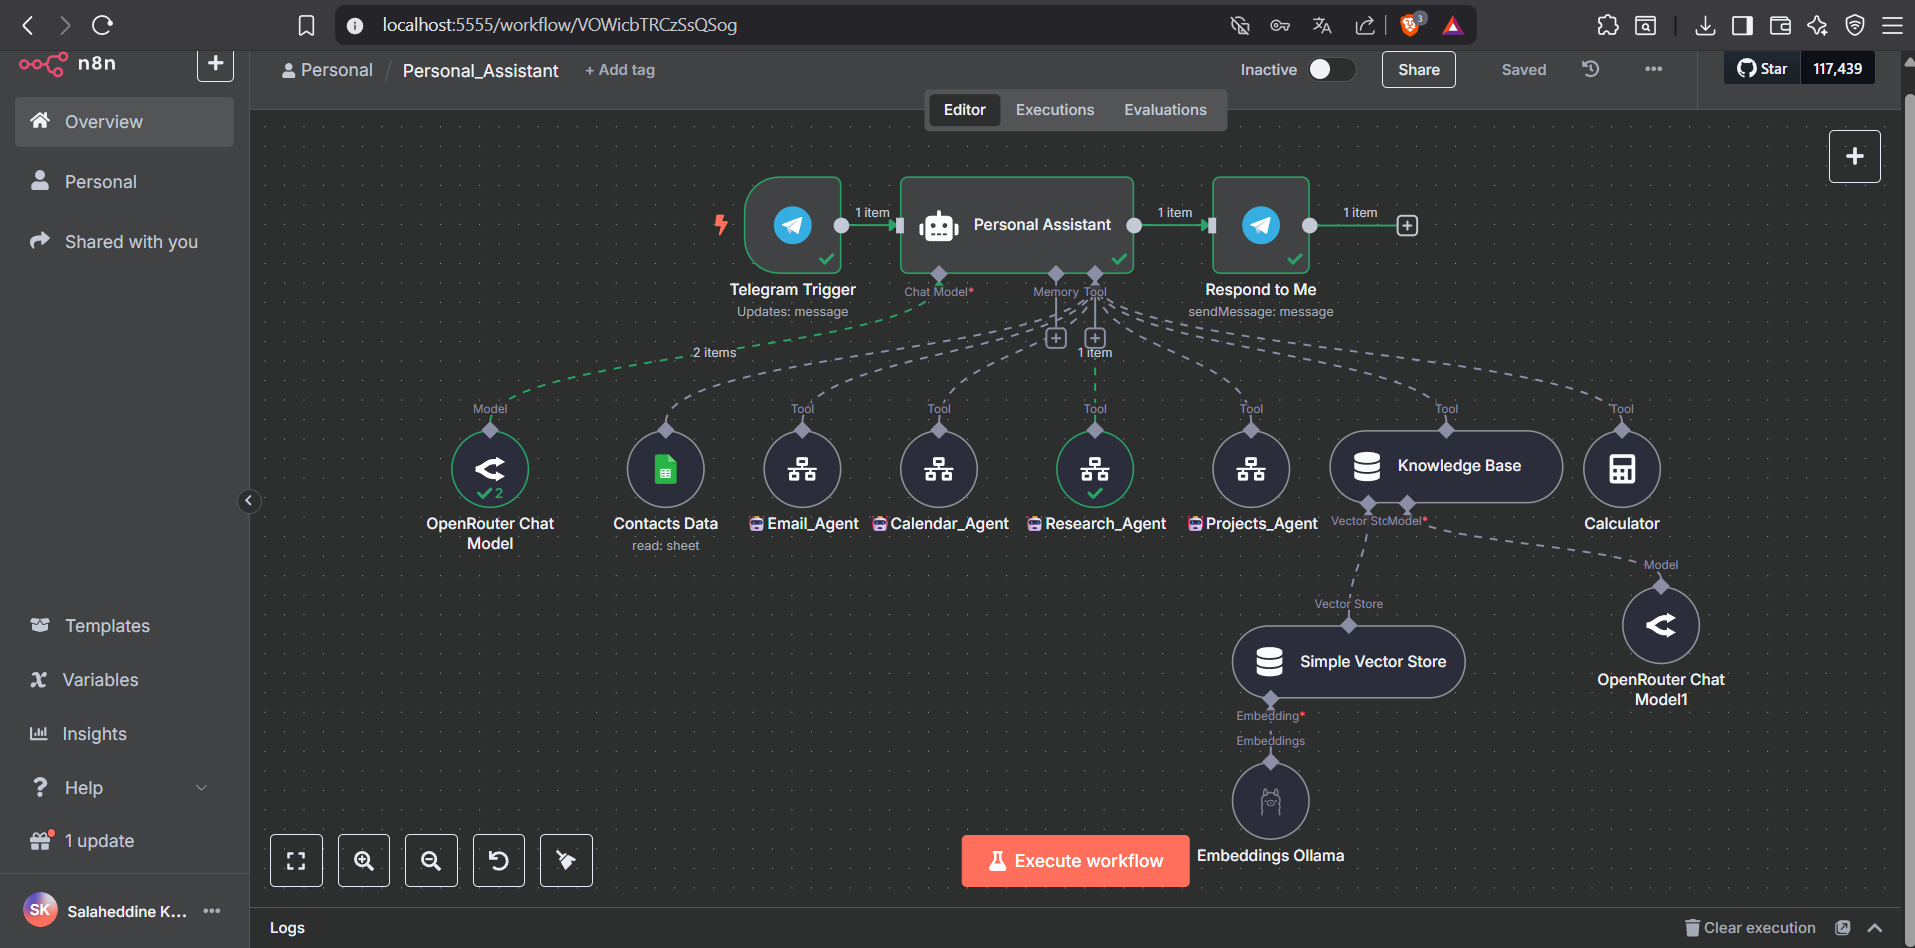 localhost:5555/workflow/VOWicbTRCzSsQSog
3
n8n
Personal / Personal_Assistant + Add tag
Inactive
Share
Saved
Star 117,439
Editor Executions Evaluations
Overview
Personal
Shared with you
Templates
Variables
Insights
Help
1 update
SK Salaheddine K...
1 item
1 item
1 item
Personal Assistant
Telegram Trigger
Updates: message
Chat Model*
Memory
Tool
Respond to Me
sendMessage: message
2 items
1 item
Model
Tool
Tool
Tool
Tool
Tool
Tool
2
OpenRouter Chat
Model
Contacts Data
read: sheet
Email_Agent
Calendar_Agent
Research_Agent
Projects_Agent
Knowledge Base
Vector Stc
Model*
Calculator
Model
OpenRouter Chat
Model1
Vector Store
Simple Vector Store
Embedding*
Embeddings
Embeddings Ollama
Execute workflow
Logs
Clear execution